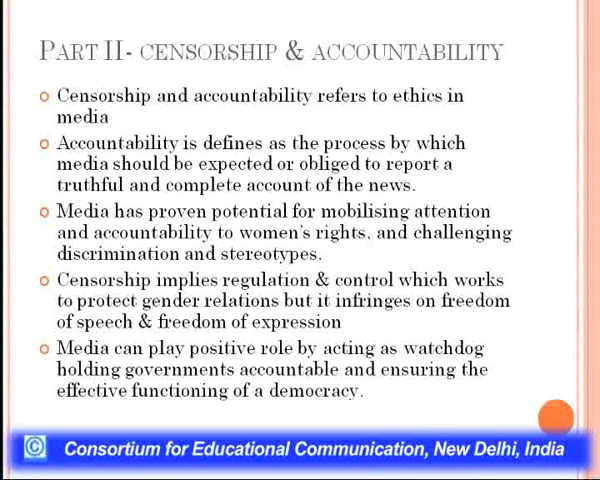 PART II- CENSORSHIP & ACCOUNTABILITY
o Censorship and accountability refers to ethics in
media
o Accountability is defines as the process by which
media should be expected or obliged to report a
truthful and complete account of the news.
o Media has proven potential for mobilising attention
and accountability to women's rights, and challenging
discrimination and stereotypes.
o Censorship implies regulation & control which works
to protect gender relations but it infringes on freedom
of speech & freedom of expression
o Media can play positive role by acting as watchdog
holding governments accountable and ensuring the
effective functioning of a democracy.
© Consortium for Educational Communication, New Delhi, India